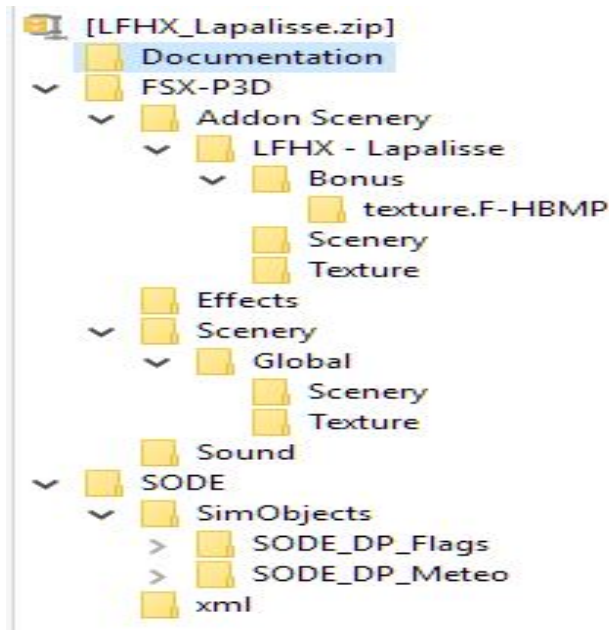 [LFHX_Lapalisse.zip]
Documentation
FSX-P3D
Addon Scenery
LFHX - Lapalisse
Bonus
texture.F-HBMP
Scenery
Texture
Effects
Scenery
Global
Scenery
Texture
Sound
SODE
SimObjects
SODE_DP_Flags
SODE_DP_Meteo
xml